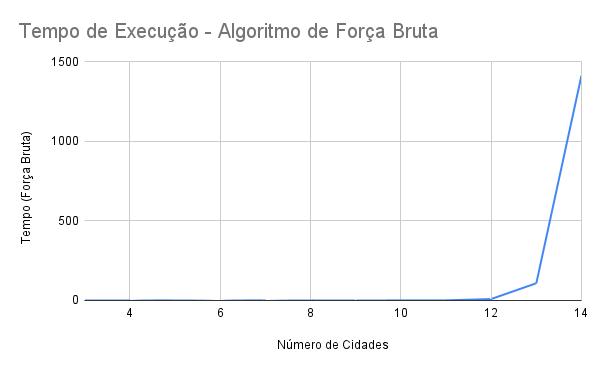 Tempo de Execução - Algoritmo de Força Bruta
Tempo (Força Bruta)
1500
1000
500
0
4 6 8 10 12 14
Número de Cidades